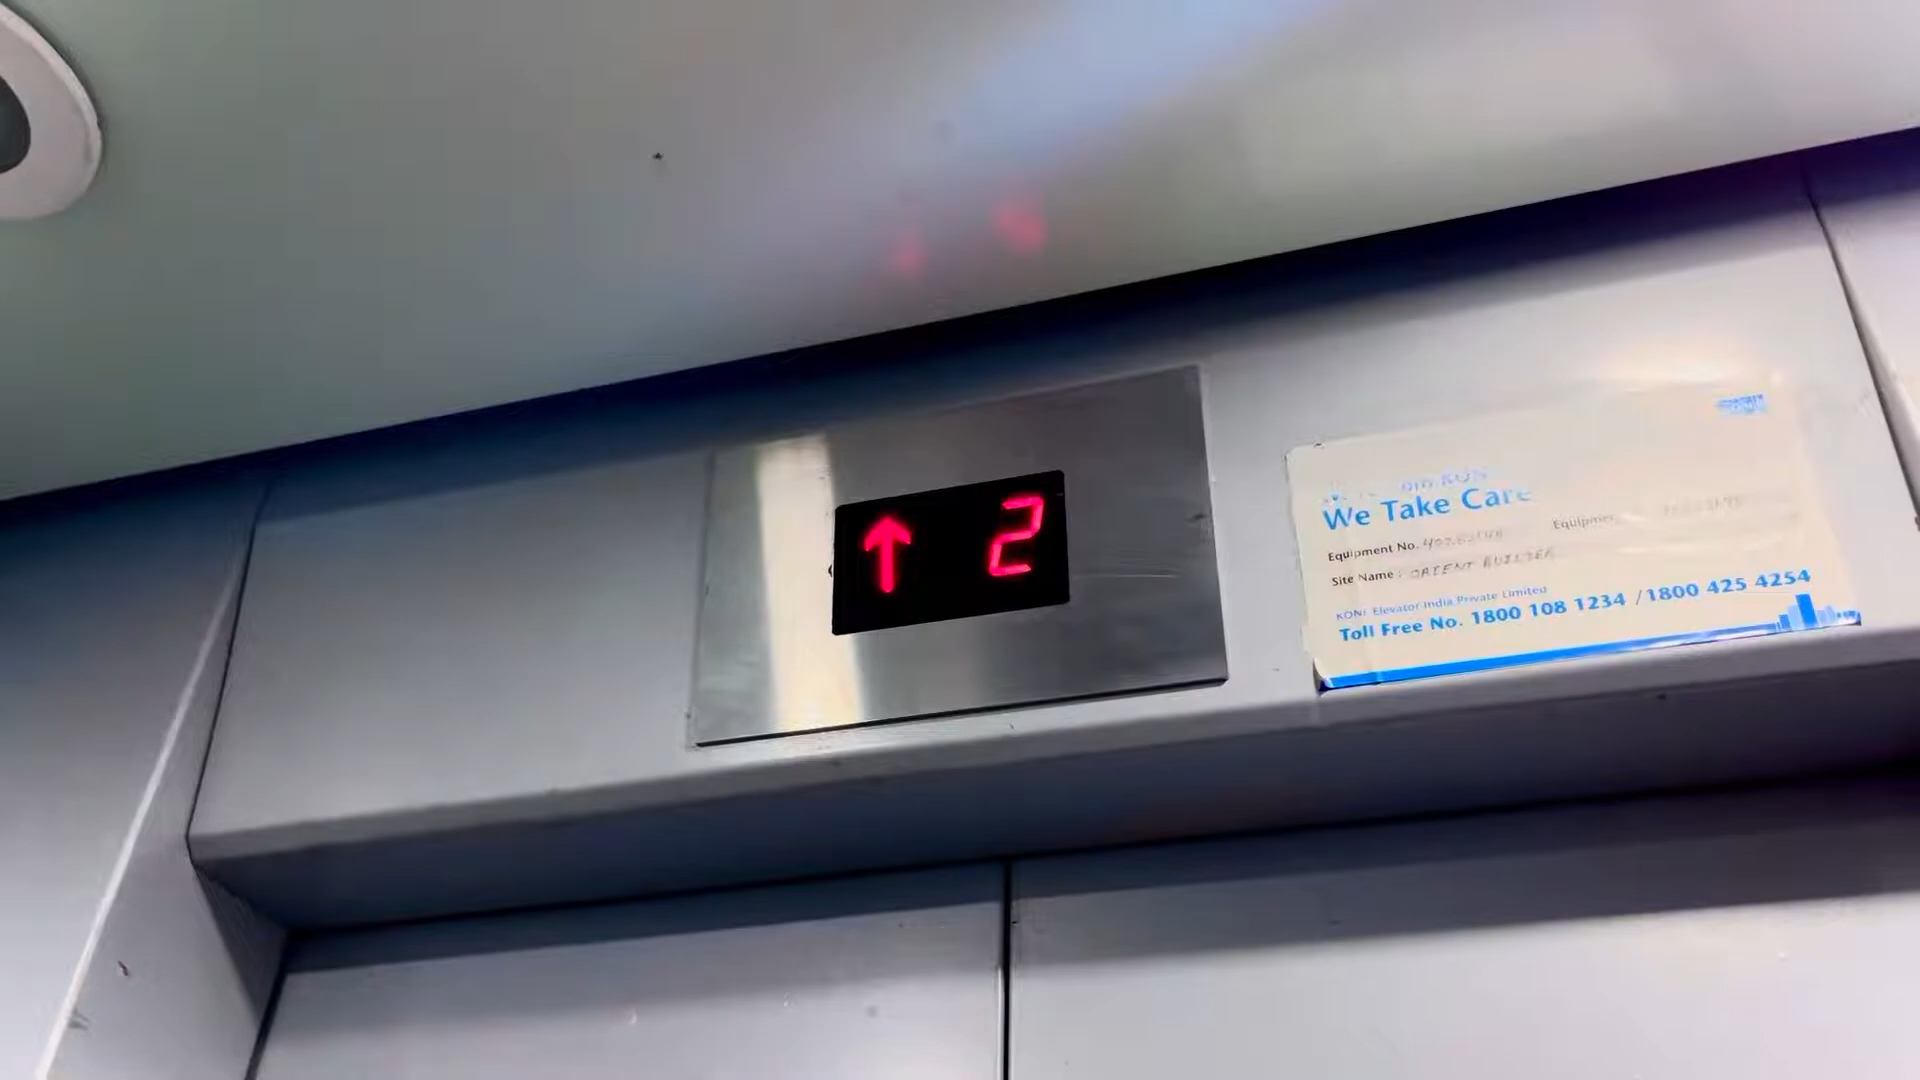 ↑ 2
We Take Care
Equipment No.
Site Name : ORIENT BUILDER
KONE Elevator India Private Limited
Toll Free No. 1800 108 1234 / 1800 425 4254